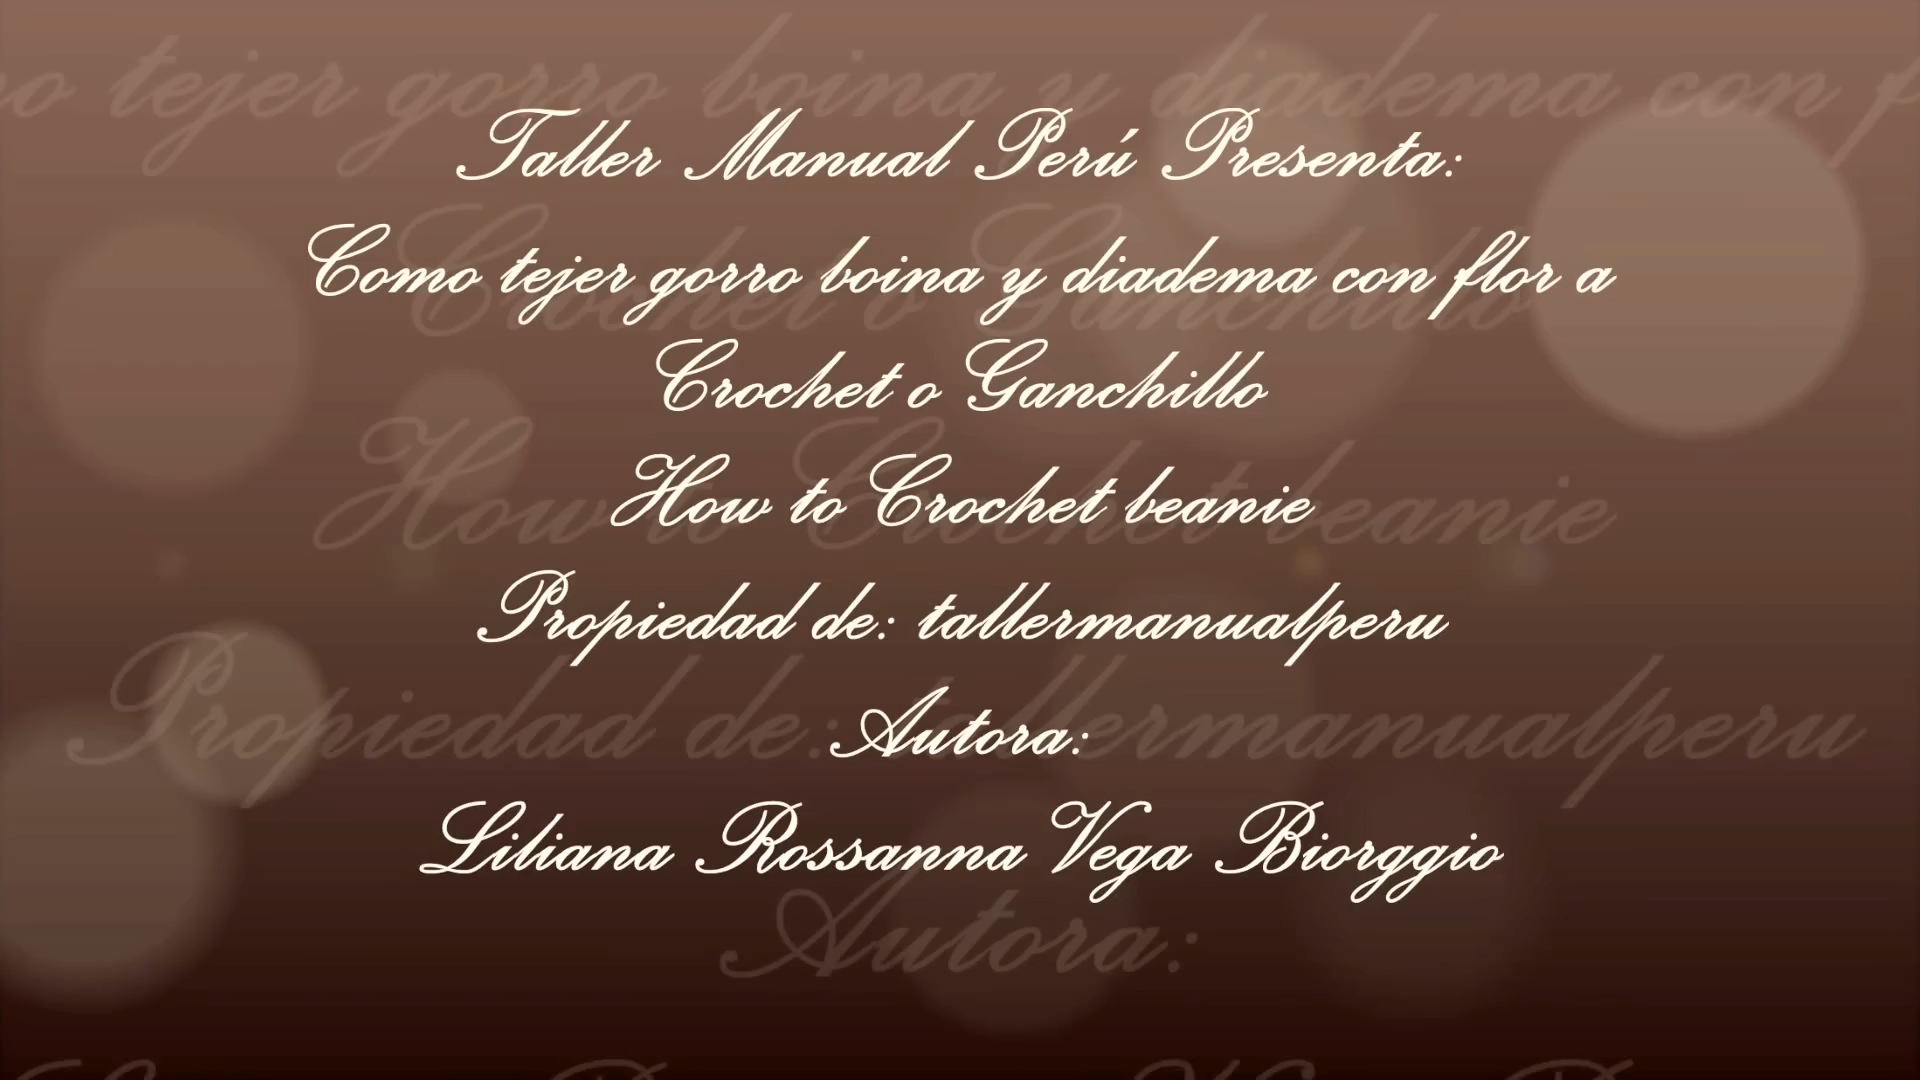 Taller Manual Perú Presenta:
Como tejer gorro boina y diadema con flor a
Crochet o Ganchillo
How to Crochet beanie
Propiedad de: tallermanualperu
Autora:
Liliana Rossanna Vega Biorggio